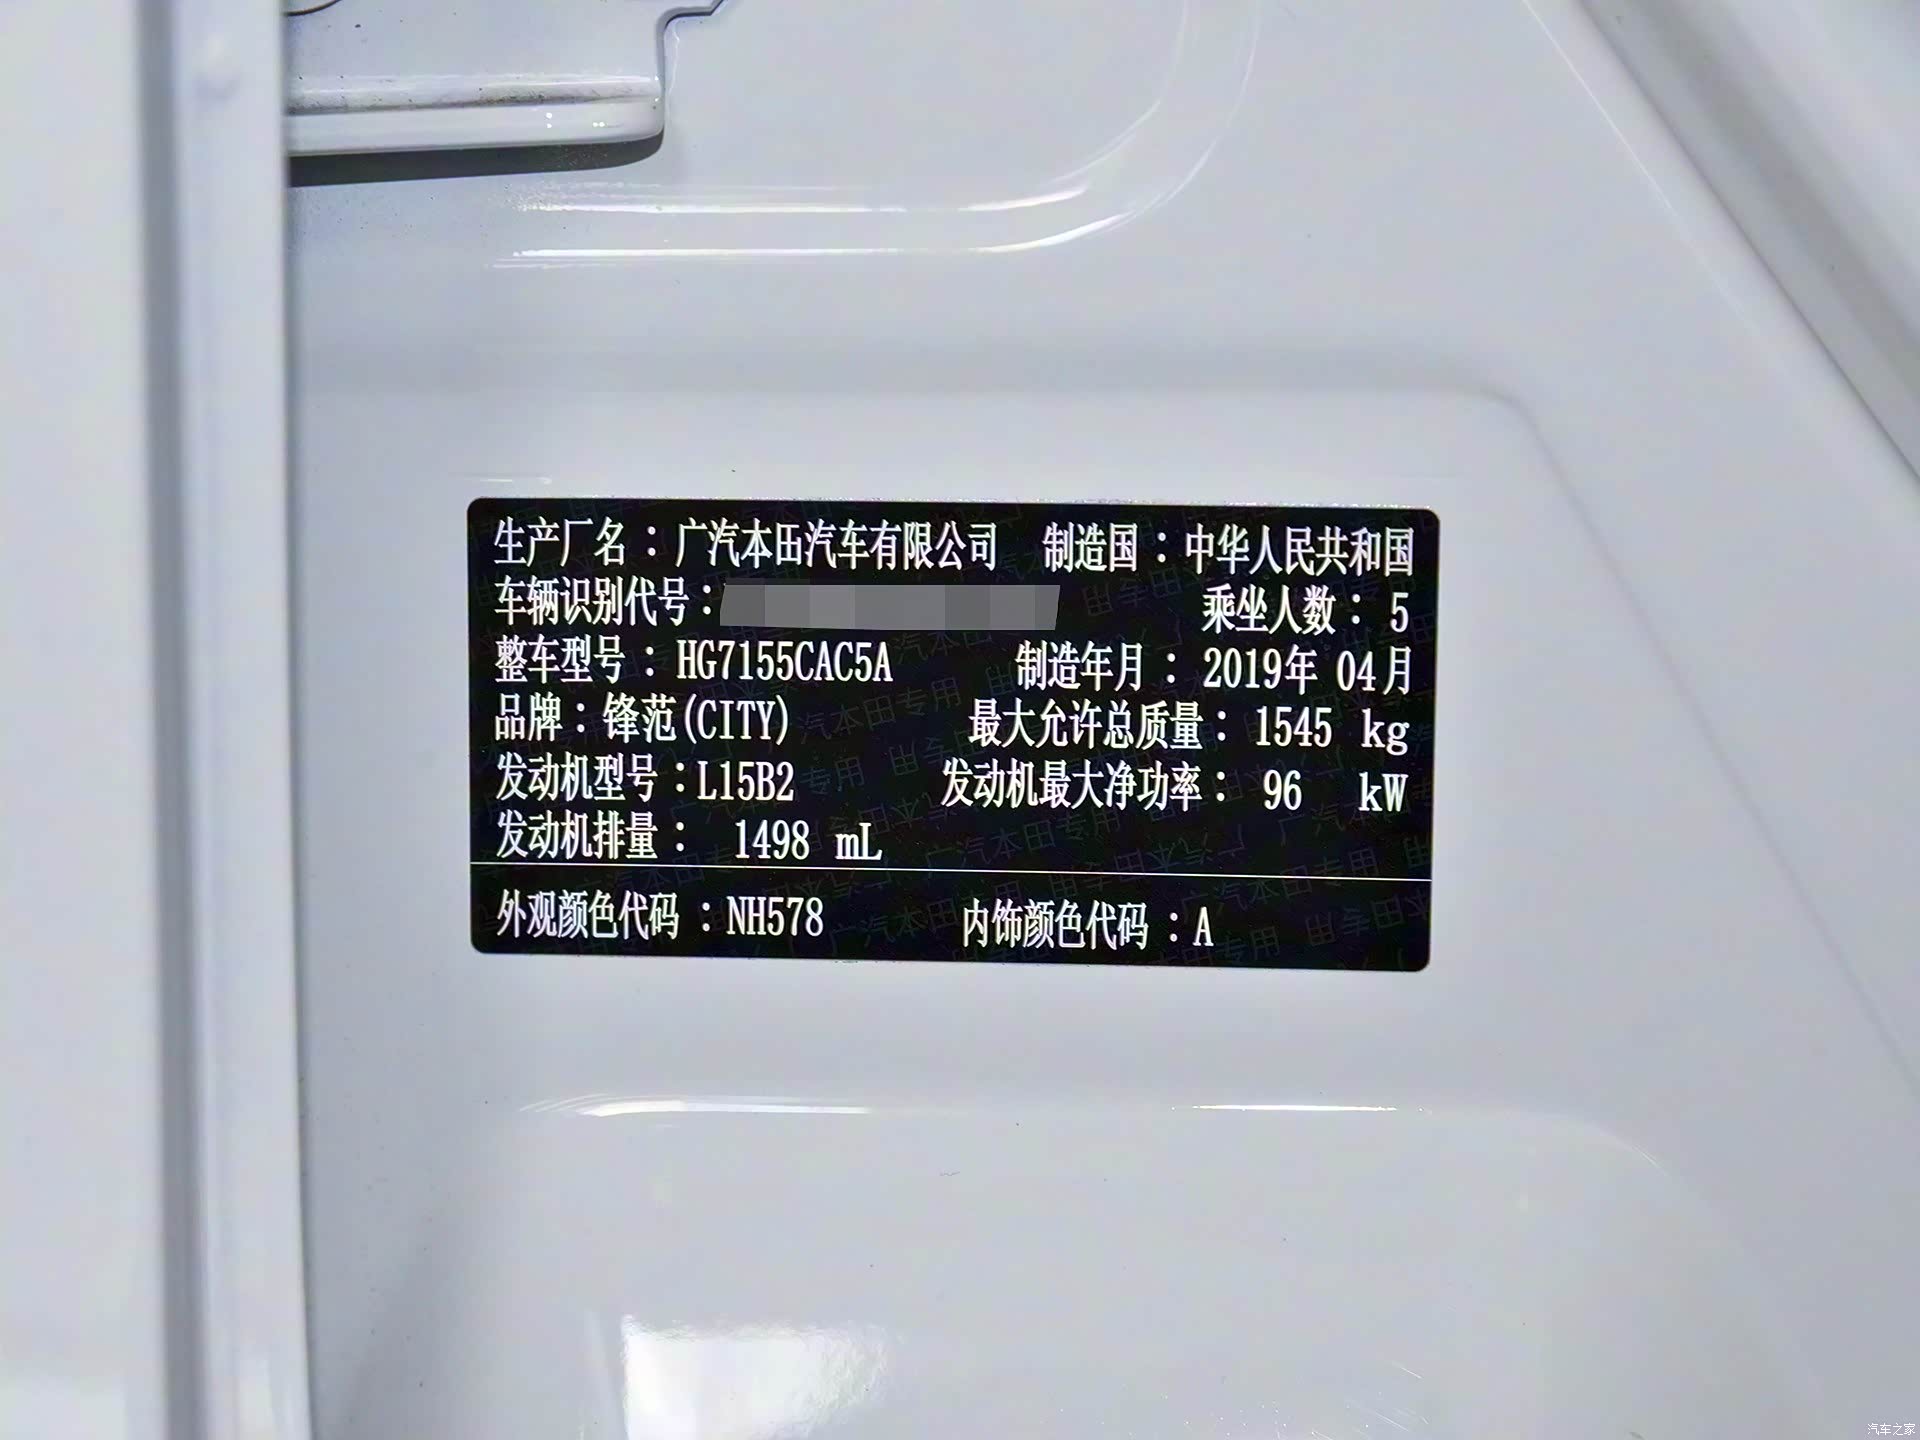 生产厂名：广汽本田汽车有限公司 制造国：中华人民共和国
车辆识别代号： 乘坐人数：5
整车型号：HG7155CAC5A 制造年月：2019年 04月
品牌：锋范(CITY) 最大允许总质量：1545 kg
发动机型号：L15B2 发动机最大净功率：96 kW
发动机排量：1498 mL
外观颜色代码：NH578 内饰颜色代码：A
汽车之家